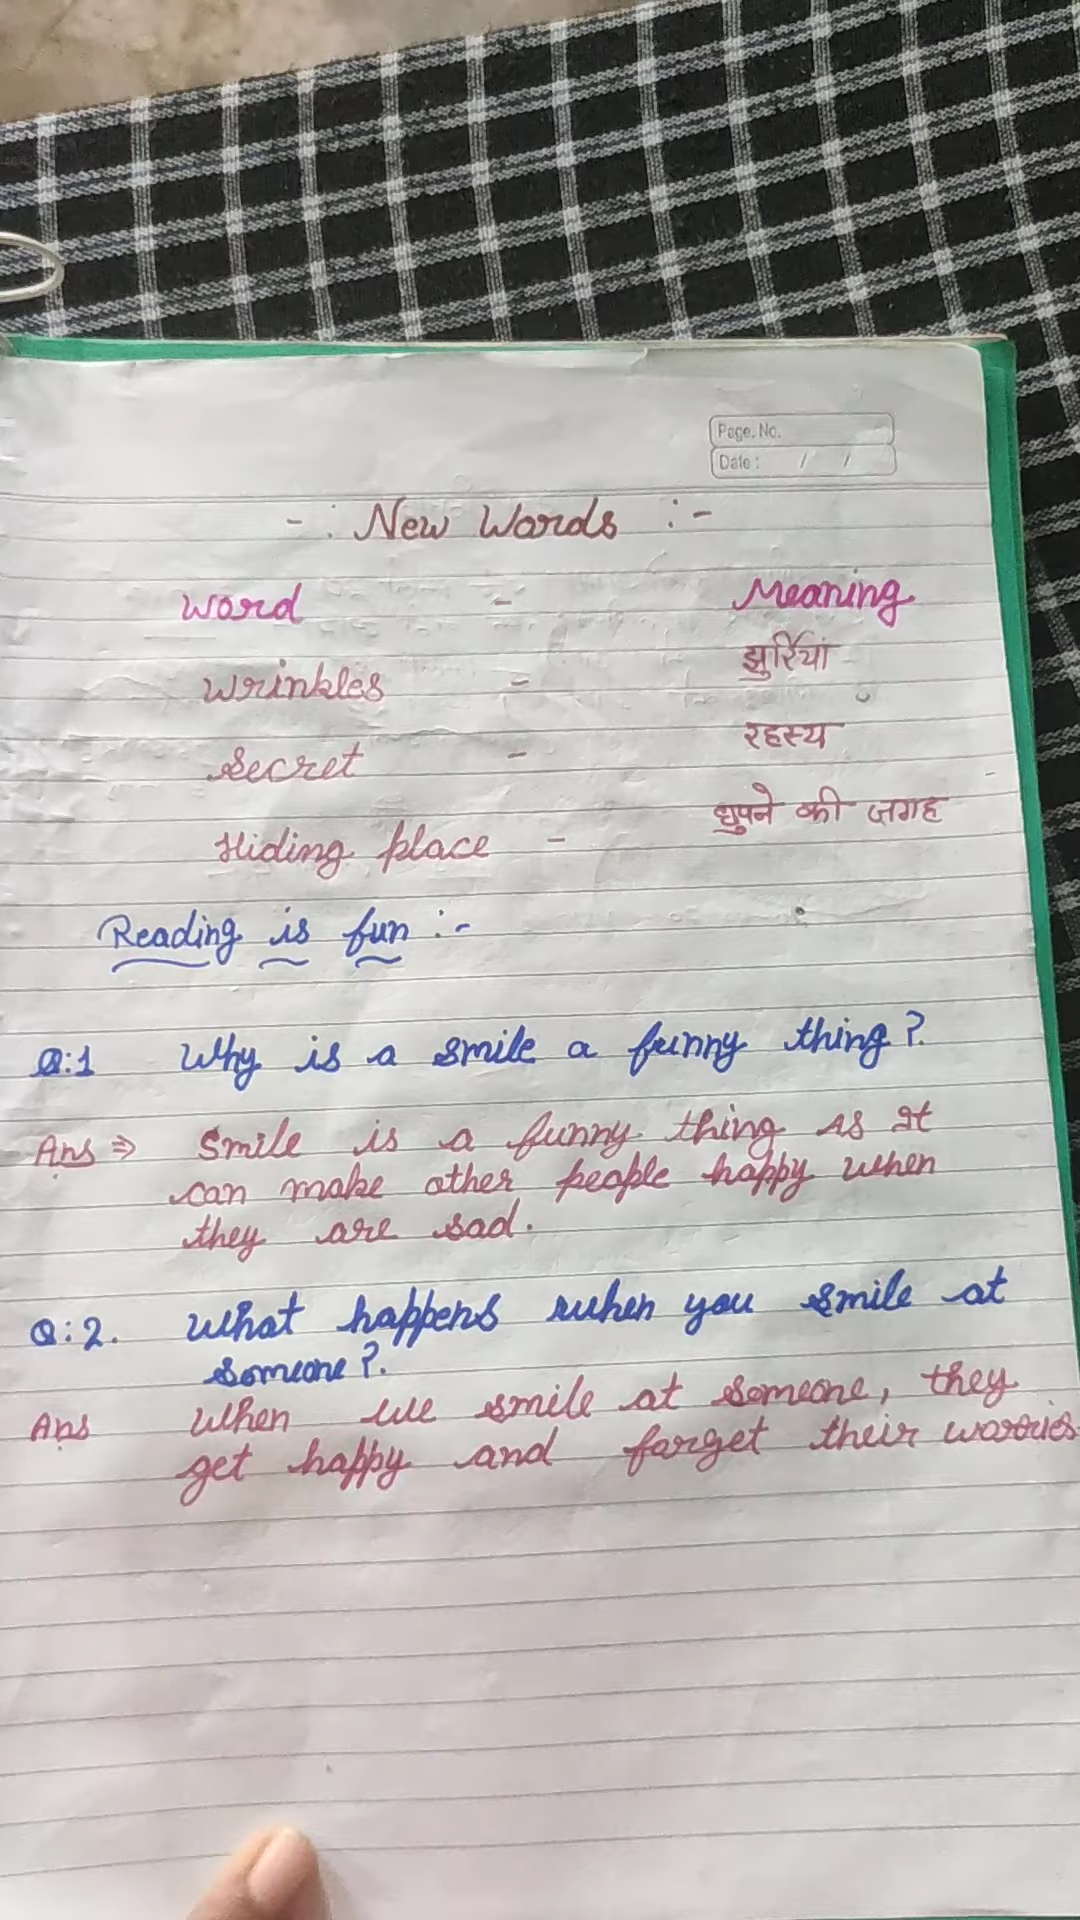 Page. No.
Date : / /
- : New Words :-
Word - Meaning
Wrinkles - झुर्रियां
Secret - रहस्य
Hiding place - छुपने की जगह
Reading is fun :-
Q:1 Why is a smile a funny thing?
Ans ⇒ Smile is a funny thing as It
can make other people happy when
they are sad.
Q:2. What happens when you smile at
someone?.
Ans When we smile at someone, they
get happy and forget their worries